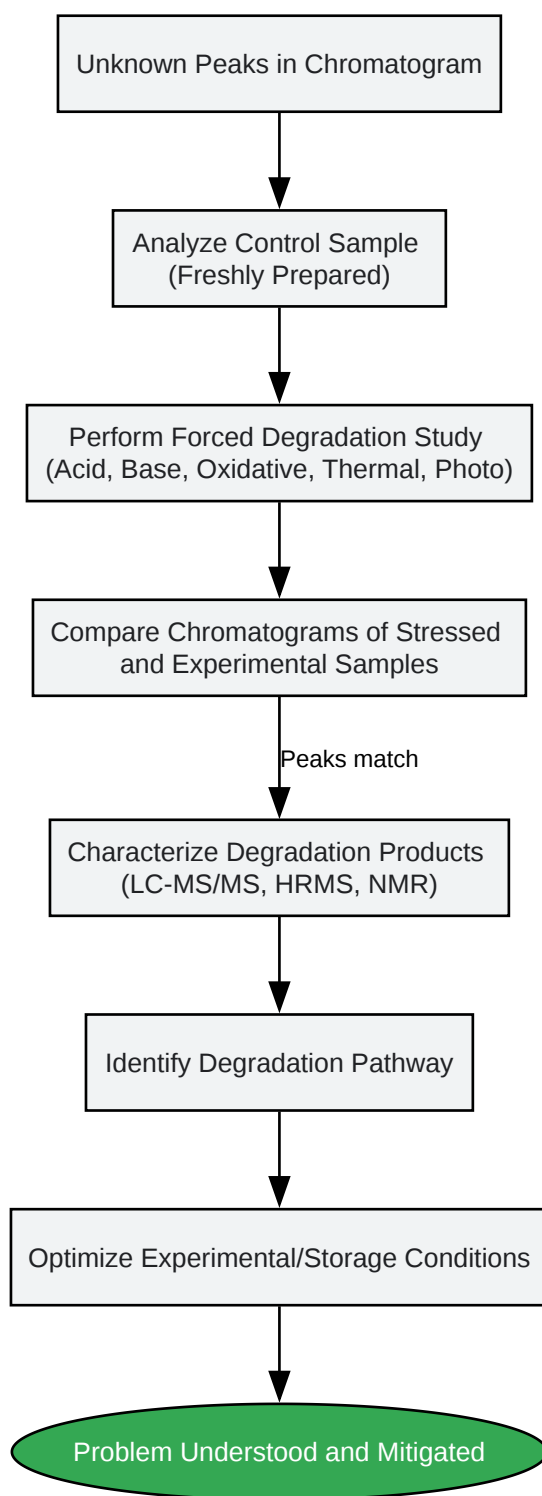 Unknown Peaks in Chromatogram
Analyze Control Sample
(Freshly Prepared)
Perform Forced Degradation Study
(Acid, Base, Oxidative, Thermal, Photo)
Compare Chromatograms of Stressed
and Experimental Samples
Peaks match
Characterize Degradation Products
(LC-MS/MS, HRMS, NMR)
Identify Degradation Pathway
Optimize Experimental/Storage Conditions
Problem Understood and Mitigated